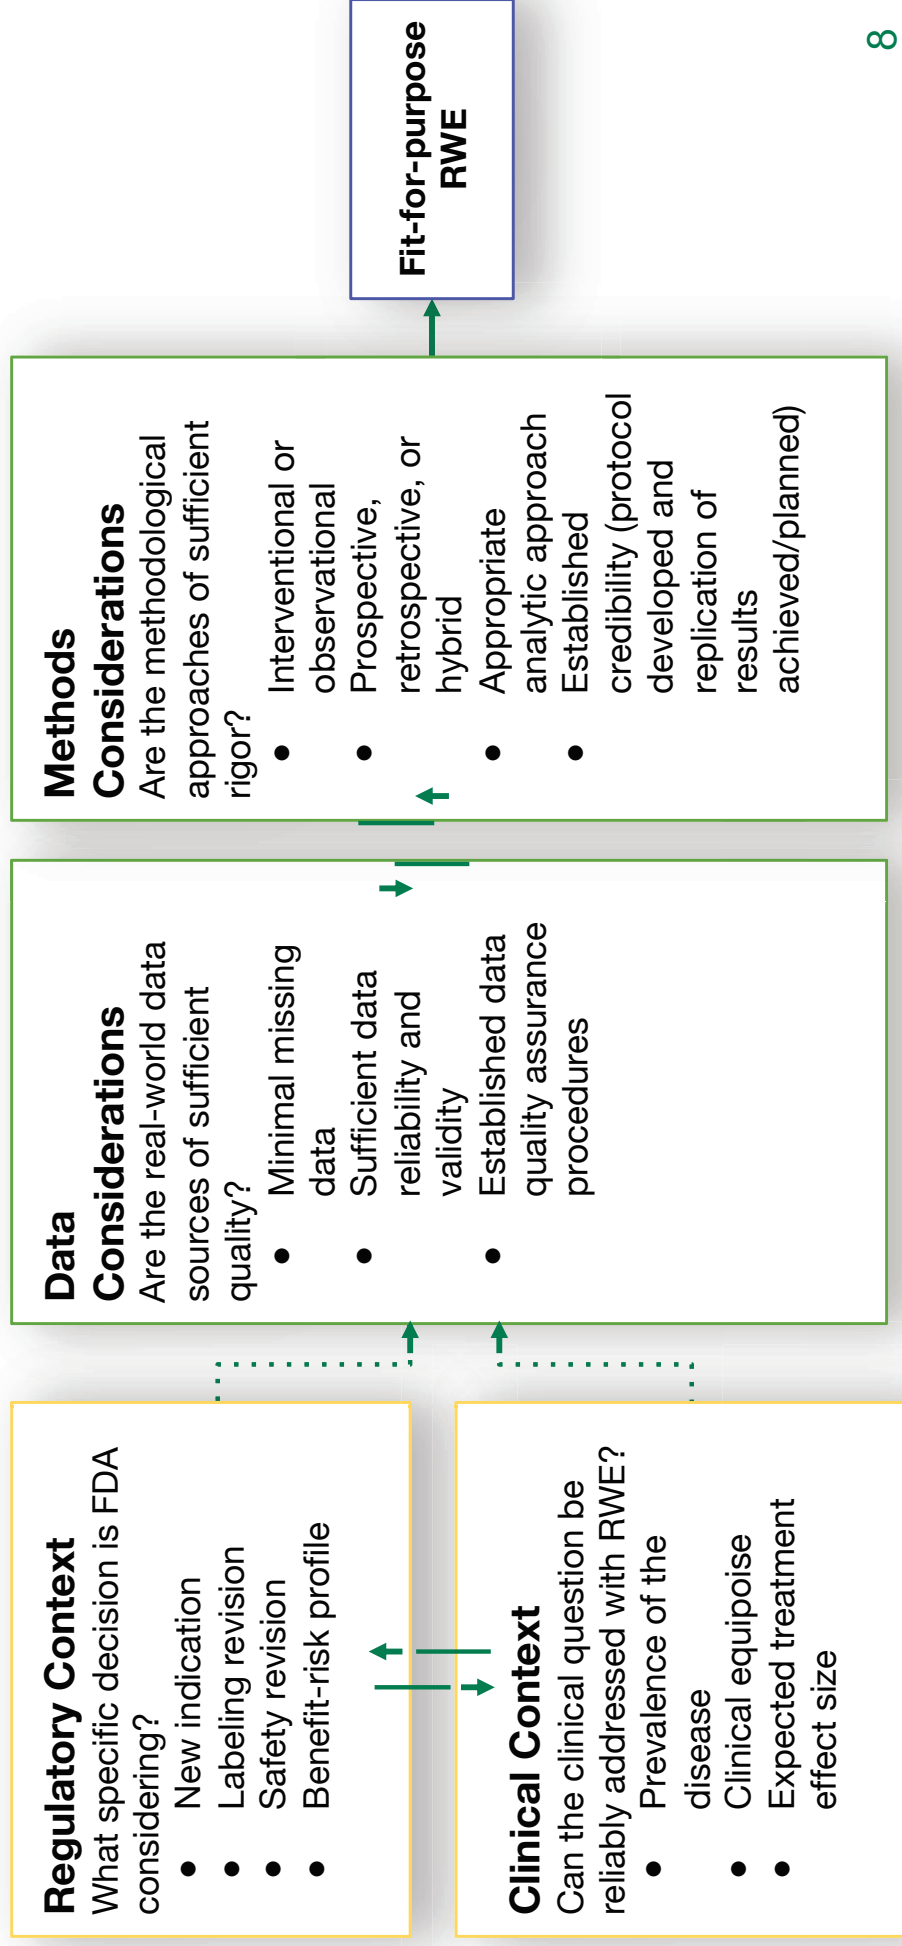 Regulatory Context
What specific decision is FDA
considering?
● New indication
● Labeling revision
● Safety revision
● Benefit-risk profile
Clinical Context
Can the clinical question be
reliably addressed with RWE?
● Prevalence of the
disease
● Clinical equipoise
● Expected treatment
effect size
Data
Considerations
Are the real-world data
sources of sufficient
quality?
● Minimal missing
data
● Sufficient data
reliability and
validity
● Established data
quality assurance
procedures
Methods
Considerations
Are the methodological
approaches of sufficient
rigor?
● Interventional or
observational
● Prospective,
retrospective, or
hybrid
● Appropriate
analytic approach
● Established
credibility (protocol
developed and
replication of
results
achieved/planned)
Fit-for-purpose
RWE
8